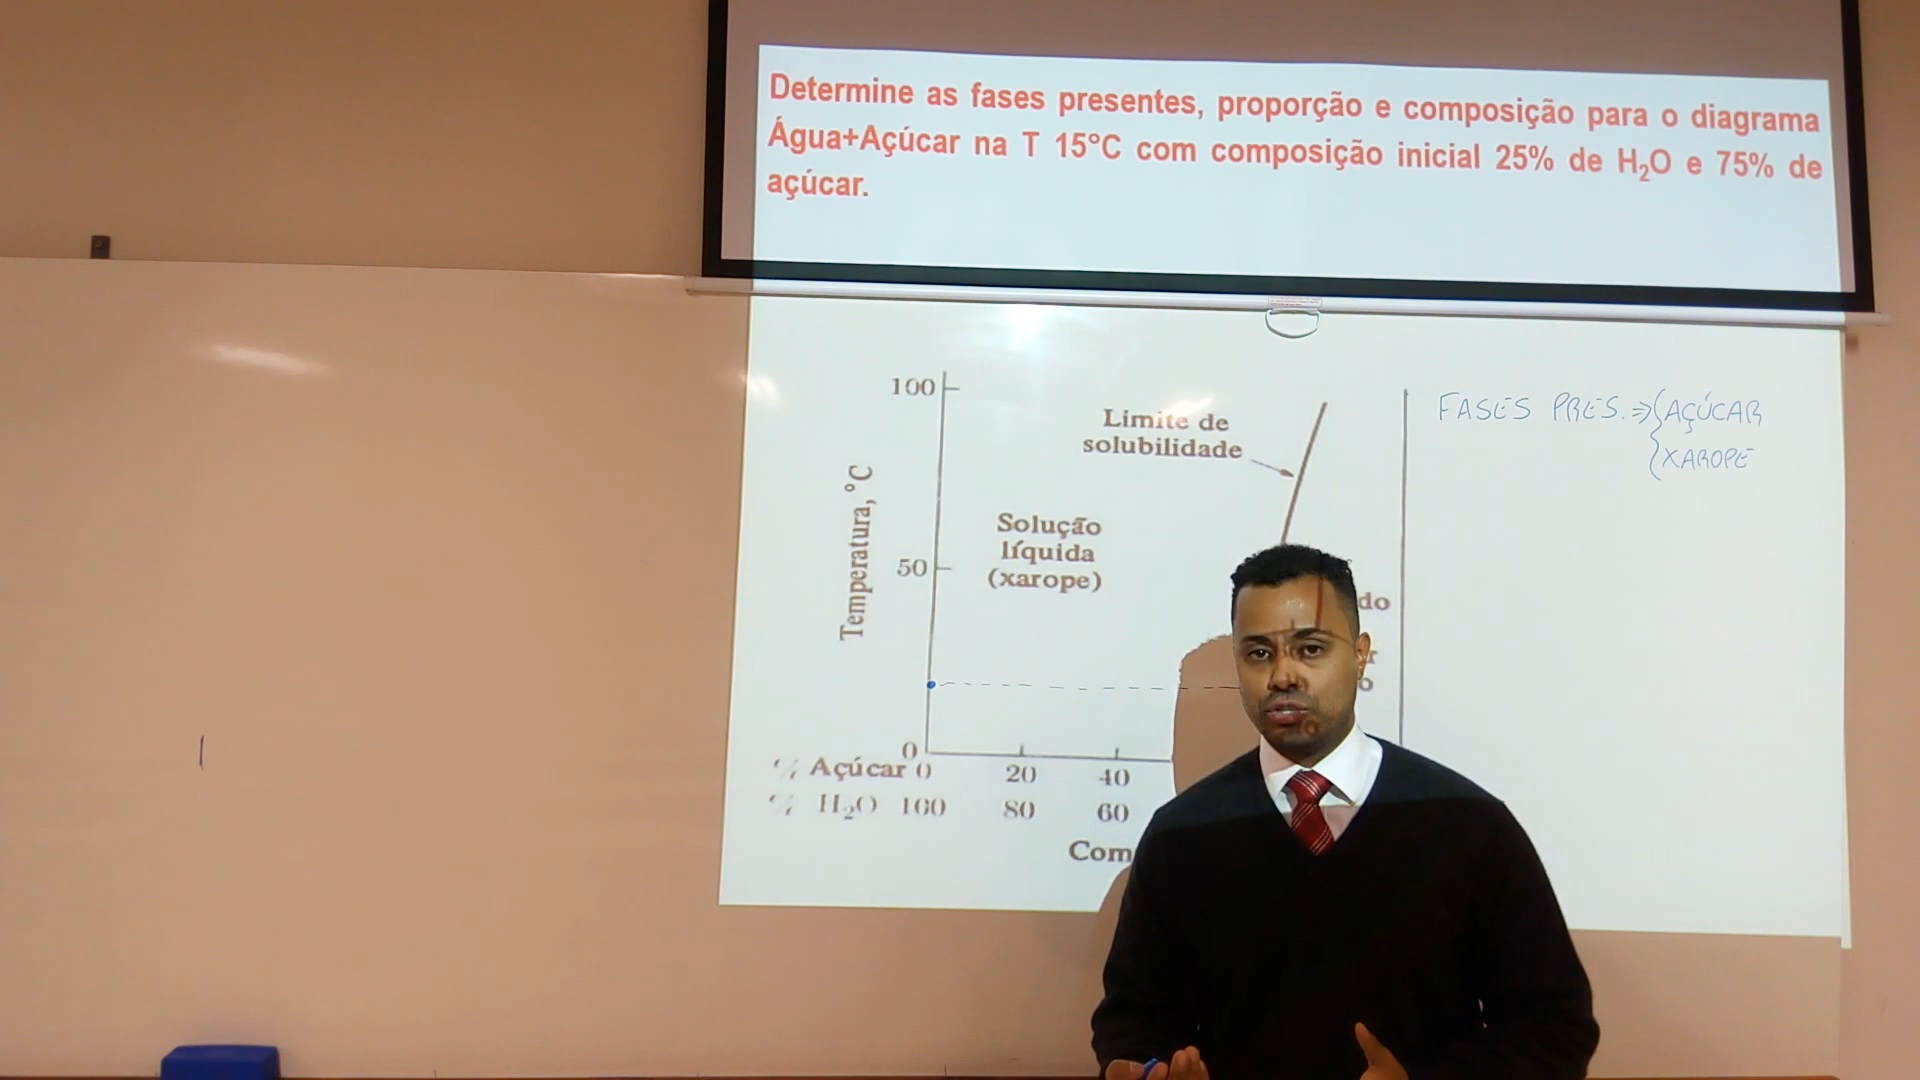 Determine as fases presentes, proporção e composição para o diagrama
Água+Açúcar na T 15°C com composição inicial 25% de H₂O e 75% de
açúcar.
100
Limite de
solubilidade
Temperatura, °C
Solução
líquida
(xarope)
50
do
0
% Açúcar 0 20 40
% H₂O 100 80 60
Com
FASES PRES. ⇒ { AÇÚCAR
XAROPE